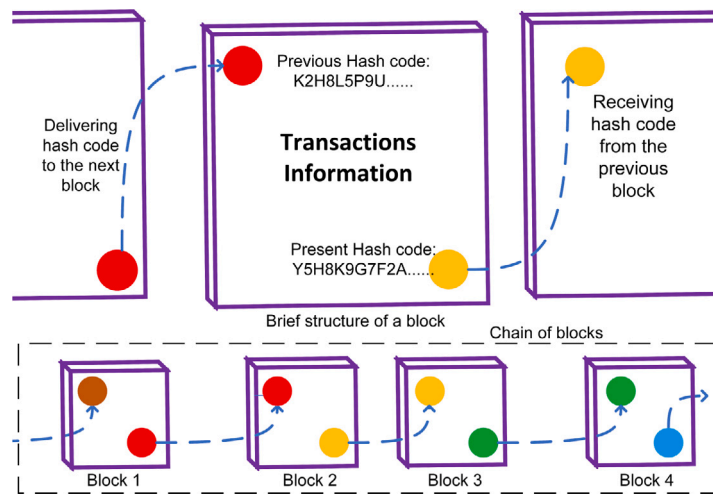 Delivering
hash code
to the next
block
Previous Hash code:
K2H8L5P9U......
Transactions
Information
Present Hash code:
Y5H8K9G7F2A......
Receiving
hash code
from the
previous
block
Brief structure of a block
Chain of blocks
Block 1
Block 2
Block 3
Block 4